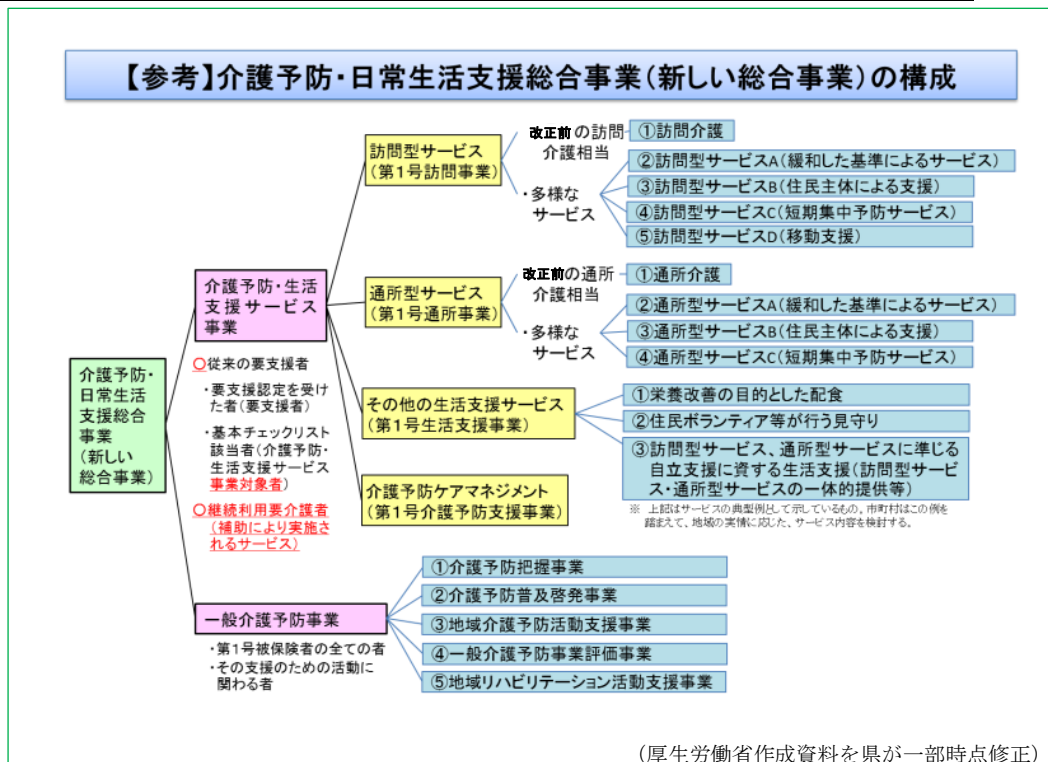 【参考】介護予防・日常生活支援総合事業(新しい総合事業)の構成
介護予防・
日常生活
支援総合
事業
(新しい
総合事業)
介護予防・生活
支援サービス
事業
〇従来の要支援者
・要支援認定を受け
た者(要支援者)
・基本チェックリスト
該当者(介護予防・
生活支援サービス
事業対象者)
〇継続利用要介護者
(補助により実施さ
れるサービス)
訪問型サービス
(第1号訪問事業)
改正前の訪問
介護相当
①訪問介護
・多様な
サービス
②訪問型サービスA(緩和した基準によるサービス)
③訪問型サービスB(住民主体による支援)
④訪問型サービスC(短期集中予防サービス)
⑤訪問型サービスD(移動支援)
通所型サービス
(第1号通所事業)
改正前の通所
介護相当
①通所介護
・多様な
サービス
②通所型サービスA(緩和した基準によるサービス)
③通所型サービスB(住民主体による支援)
④通所型サービスC(短期集中予防サービス)
その他の生活支援サービス
(第1号生活支援事業)
①栄養改善の目的とした配食
②住民ボランティア等が行う見守り
③訪問型サービス、通所型サービスに準じる
自立支援に資する生活支援(訪問型サービ
ス・通所型サービスの一体的提供等)
※ 上記はサービスの典型例として示しているもの。市町村はこの例を
踏まえて、地域の実情に応じた、サービス内容を検討する。
介護予防ケアマネジメント
(第1号介護予防支援事業)
一般介護予防事業
・第1号被保険者の全ての者
・その支援のための活動に
関わる者
①介護予防把握事業
②介護予防普及啓発事業
③地域介護予防活動支援事業
④一般介護予防事業評価事業
⑤地域リハビリテーション活動支援事業
(厚生労働省作成資料を県が一部時点修正)